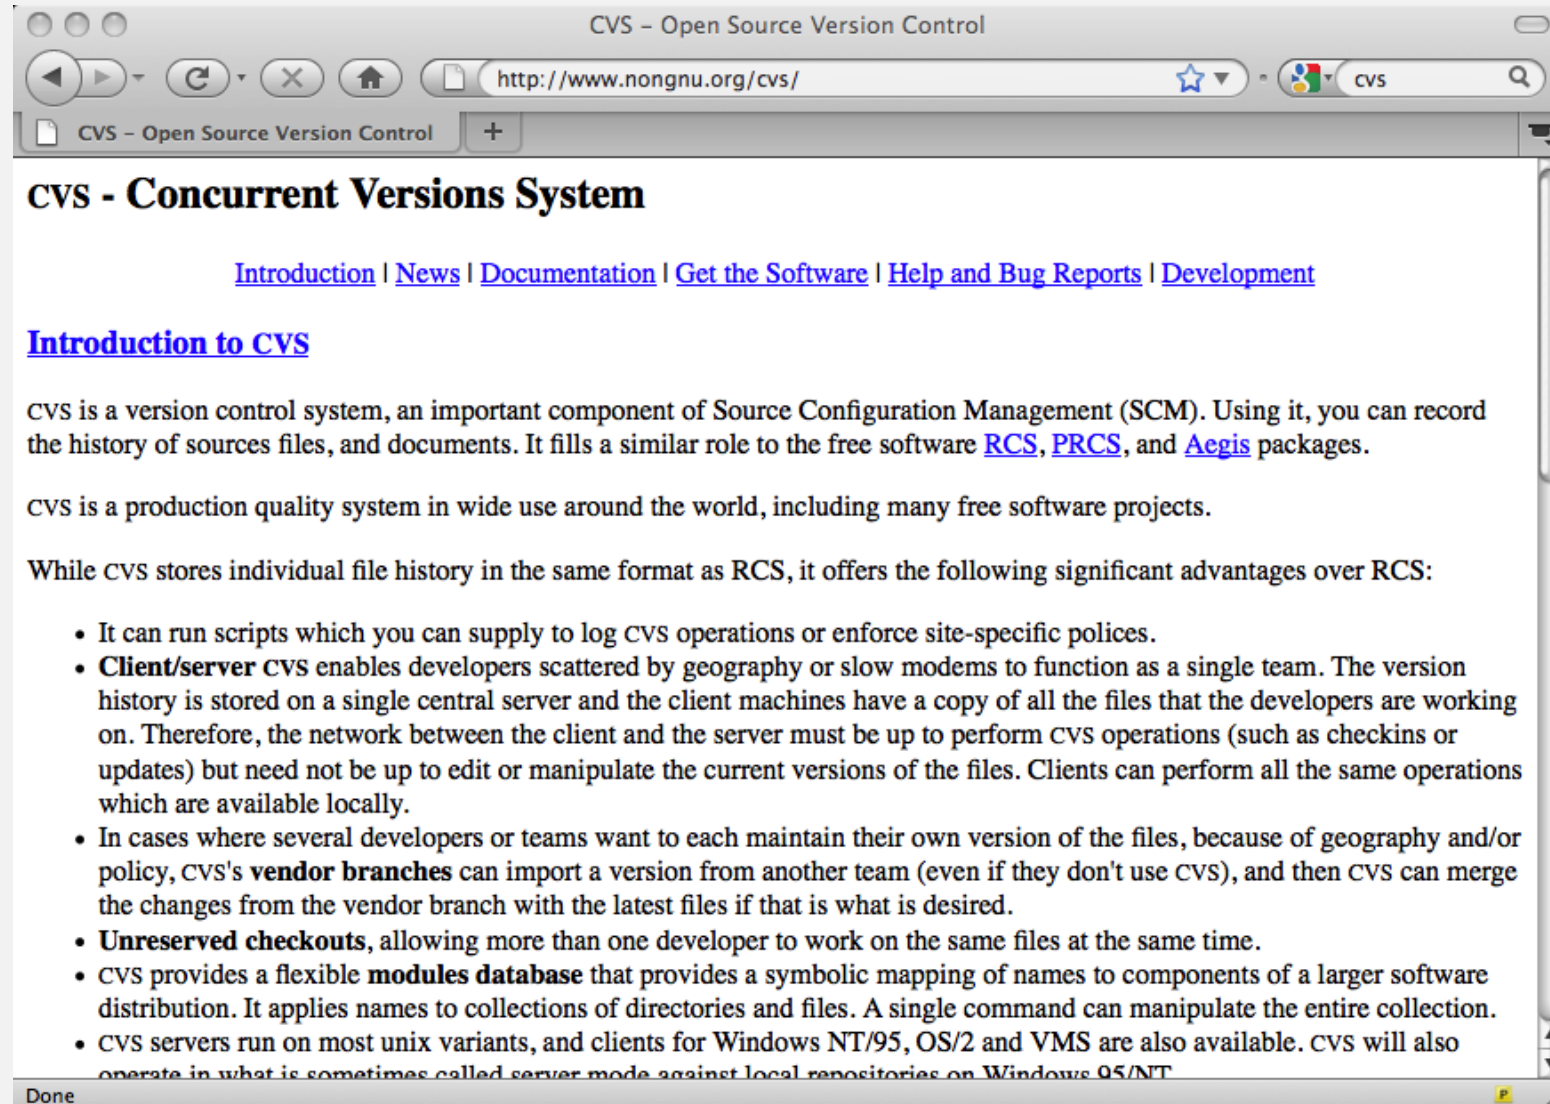 CVS – Open Source Version Control
http://www.nongnu.org/cvs/
cvs
CVS – Open Source Version Control
+
CVS - Concurrent Versions System
Introduction | News | Documentation | Get the Software | Help and Bug Reports | Development
Introduction to CVS
CVS is a version control system, an important component of Source Configuration Management (SCM). Using it, you can record
the history of sources files, and documents. It fills a similar role to the free software RCS, PRCS, and Aegis packages.
CVS is a production quality system in wide use around the world, including many free software projects.
While CVS stores individual file history in the same format as RCS, it offers the following significant advantages over RCS:
• It can run scripts which you can supply to log CVS operations or enforce site-specific polices.
• Client/server CVS enables developers scattered by geography or slow modems to function as a single team. The version
history is stored on a single central server and the client machines have a copy of all the files that the developers are working
on. Therefore, the network between the client and the server must be up to perform CVS operations (such as checkins or
updates) but need not be up to edit or manipulate the current versions of the files. Clients can perform all the same operations
which are available locally.
• In cases where several developers or teams want to each maintain their own version of the files, because of geography and/or
policy, CVS's vendor branches can import a version from another team (even if they don't use CVS), and then CVS can merge
the changes from the vendor branch with the latest files if that is what is desired.
• Unreserved checkouts, allowing more than one developer to work on the same files at the same time.
• CVS provides a flexible modules database that provides a symbolic mapping of names to components of a larger software
distribution. It applies names to collections of directories and files. A single command can manipulate the entire collection.
• CVS servers run on most unix variants, and clients for Windows NT/95, OS/2 and VMS are also available. CVS will also
operate in what is sometimes called server mode against local repositories on Windows 95/NT.
Done
P